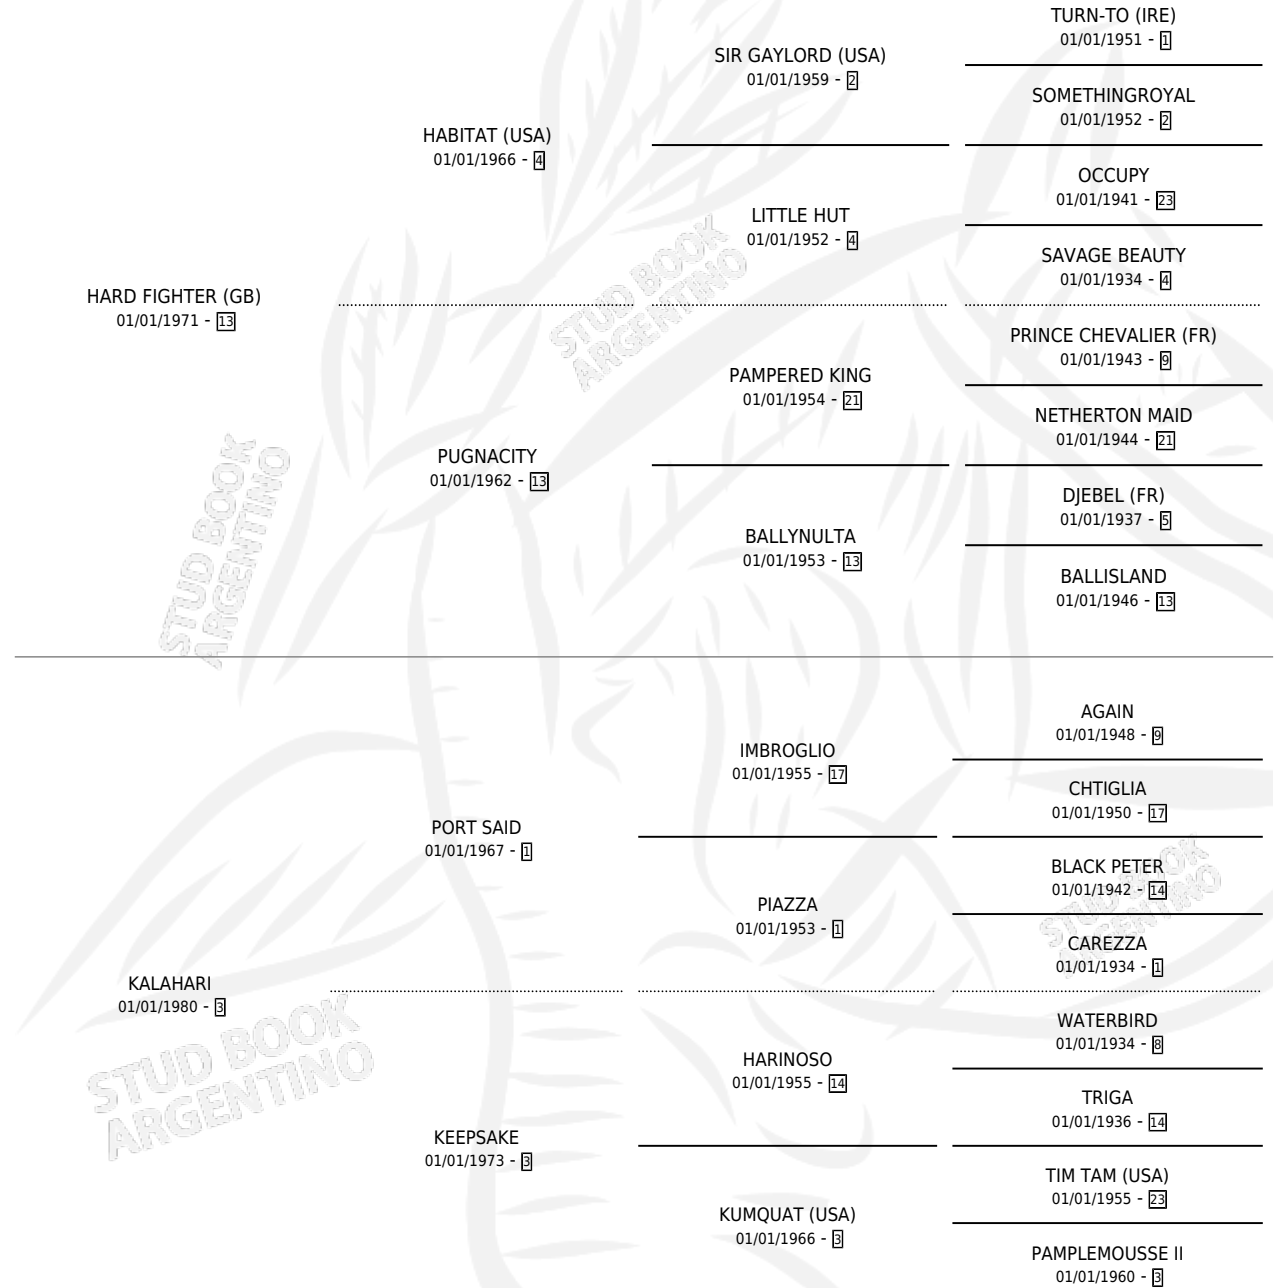 TURN-TO (IRE)
01/01/1951 - 1
SIR GAYLORD (USA)
01/01/1959 - 2
SOMETHINGROYAL
01/01/1952 - 2
HABITAT (USA)
01/01/1966 - 4
OCCUPY
01/01/1941 - 23
LITTLE HUT
01/01/1952 - 4
SAVAGE BEAUTY
01/01/1934 - 4
HARD FIGHTER (GB)
01/01/1971 - 13
STUD BOOK
ARGENTINO
PRINCE CHEVALIER (FR)
01/01/1943 - 9
PAMPERED KING
01/01/1954 - 21
NETHERTON MAID
01/01/1944 - 21
PUGNACITY
01/01/1962 - 13
DJEBEL (FR)
01/01/1937 - 5
BALLYNULTA
01/01/1953 - 13
BALLISLAND
01/01/1946 - 13
STUD BOOK
ARGENTINO
AGAIN
01/01/1948 - 9
IMBROGLIO
01/01/1955 - 17
CHTIGLIA
01/01/1950 - 17
PORT SAID
01/01/1967 - 1
BLACK PETER
01/01/1942 - 14
PIAZZA
01/01/1953 - 1
STUD BOOK
ARGENTINO
CAREZZA
01/01/1934 - 1
KALAHARI
01/01/1980 - 3
WATERBIRD
01/01/1934 - 8
HARINOSO
01/01/1955 - 14
TRIGA
01/01/1936 - 14
STUD BOOK
ARGENTINO
KEEPSAKE
01/01/1973 - 3
TIM TAM (USA)
01/01/1955 - 23
KUMQUAT (USA)
01/01/1966 - 3
PAMPLEMOUSSE II
01/01/1960 - 3